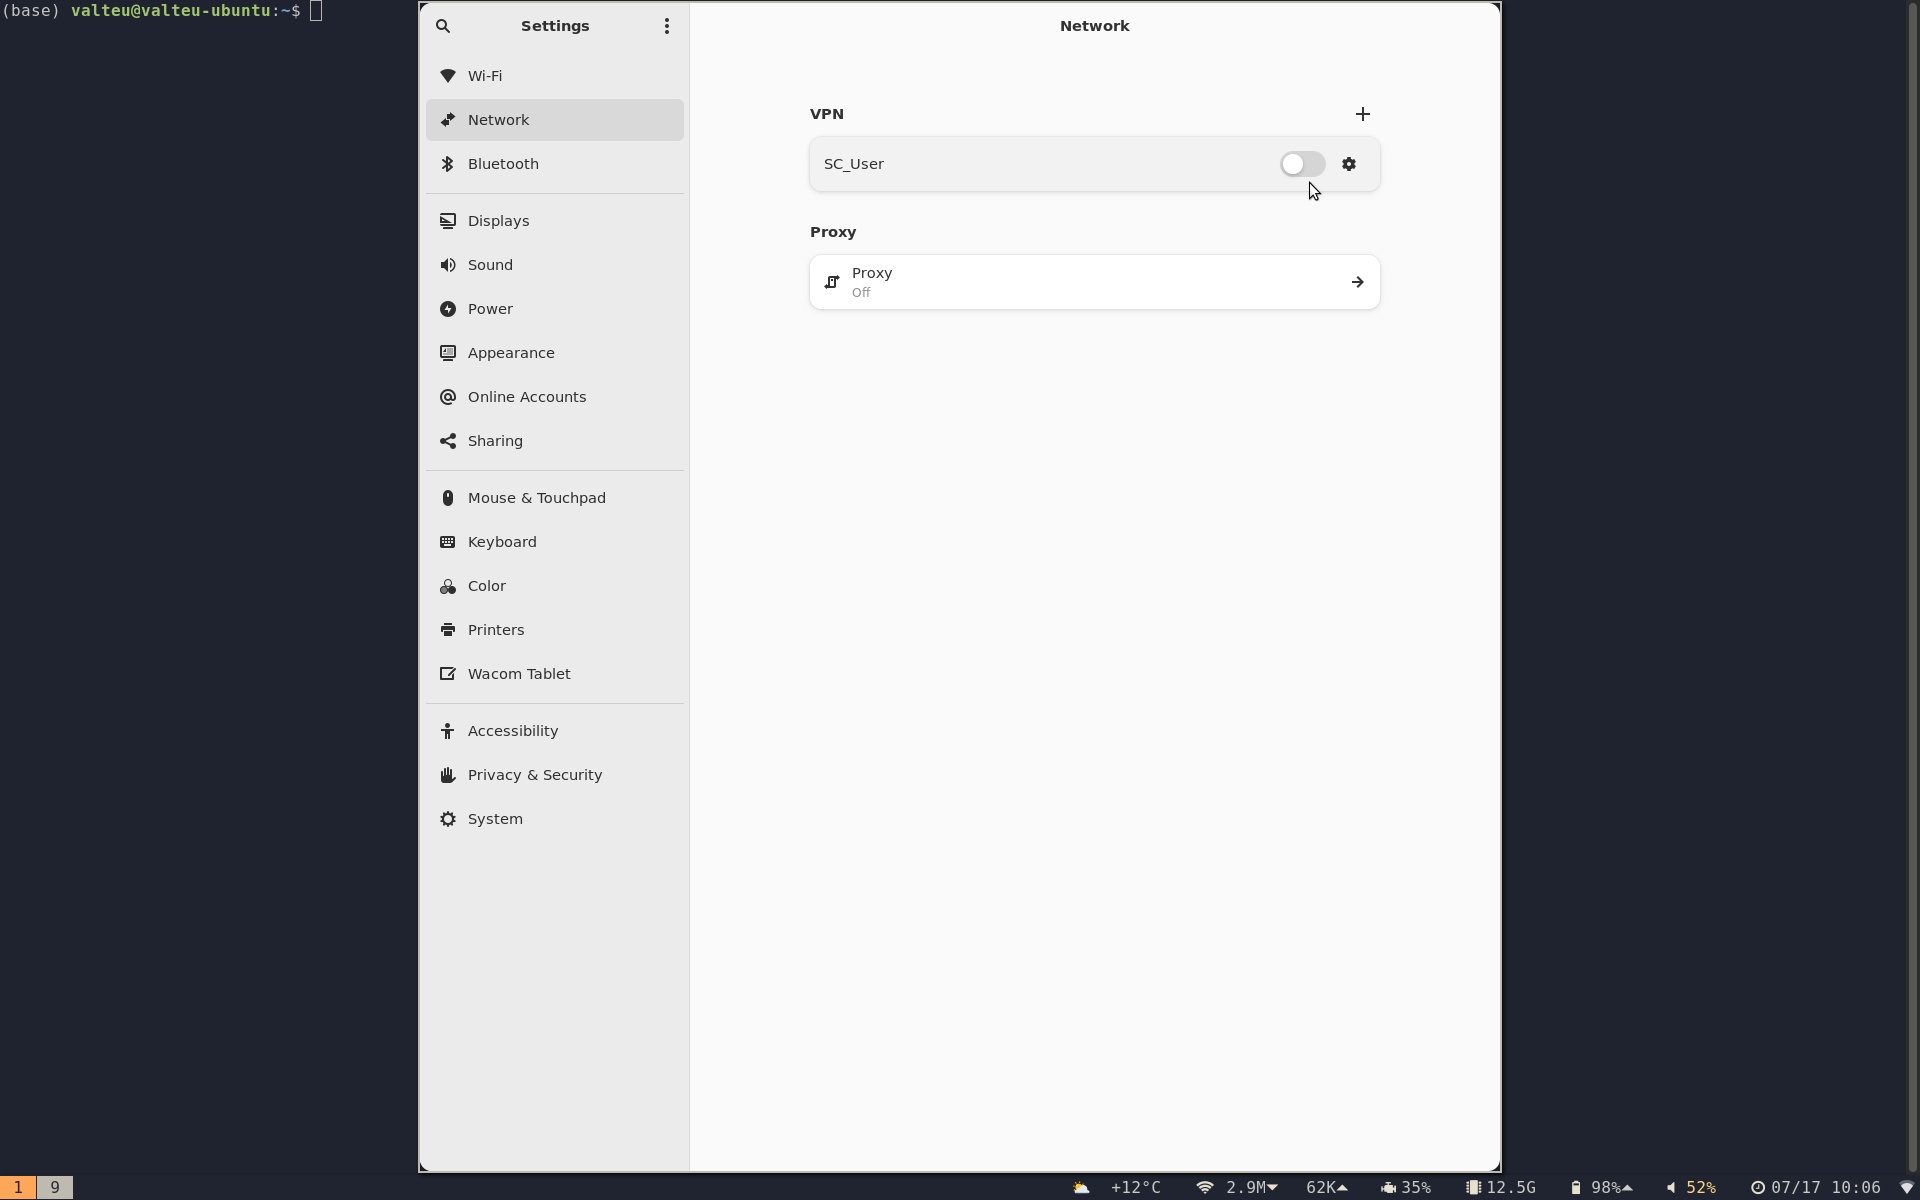 (base) valteu@valteu-ubuntu:~$
Settings
Network
Wi-Fi
Network
Bluetooth
Displays
Sound
Power
Appearance
Online Accounts
Sharing
Mouse & Touchpad
Keyboard
Color
Printers
Wacom Tablet
Accessibility
Privacy & Security
System
VPN
SC_User
Proxy
Proxy
Off
1 9 +12°C 2.9M 62K 35% 12.5G 98% 52% 07/17 10:06